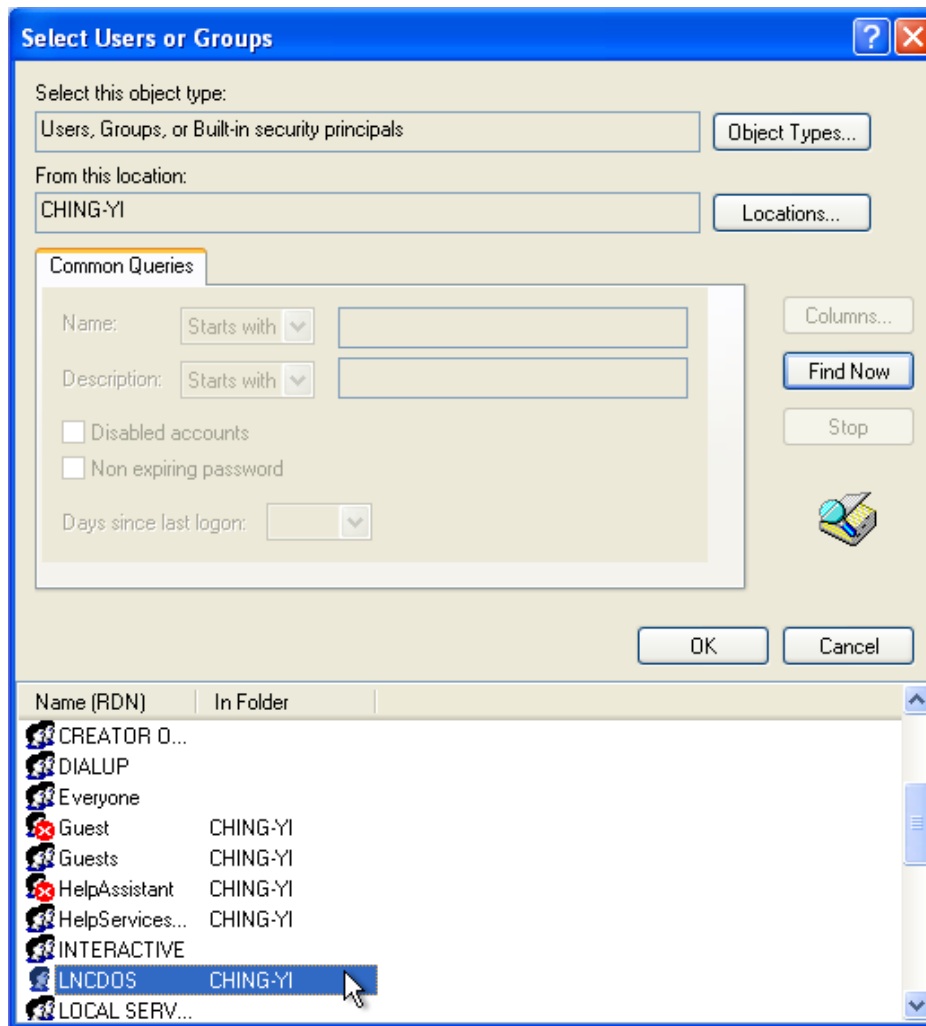 Select Users or Groups
Select this object type:
Users, Groups, or Built-in security principals
Object Types...
From this location:
CHING-YI
Locations...
Common Queries
Name: Starts with
Columns...
Description: Starts with
Find Now
Disabled accounts
Stop
Non expiring password
Days since last logon:
OK Cancel
Name (RDN) In Folder
CREATOR O...
DIALUP
Everyone
Guest CHING-YI
Guests CHING-YI
HelpAssistant CHING-YI
HelpServices... CHING-YI
INTERACTIVE
LNCDOS CHING-YI
LOCAL SERV...